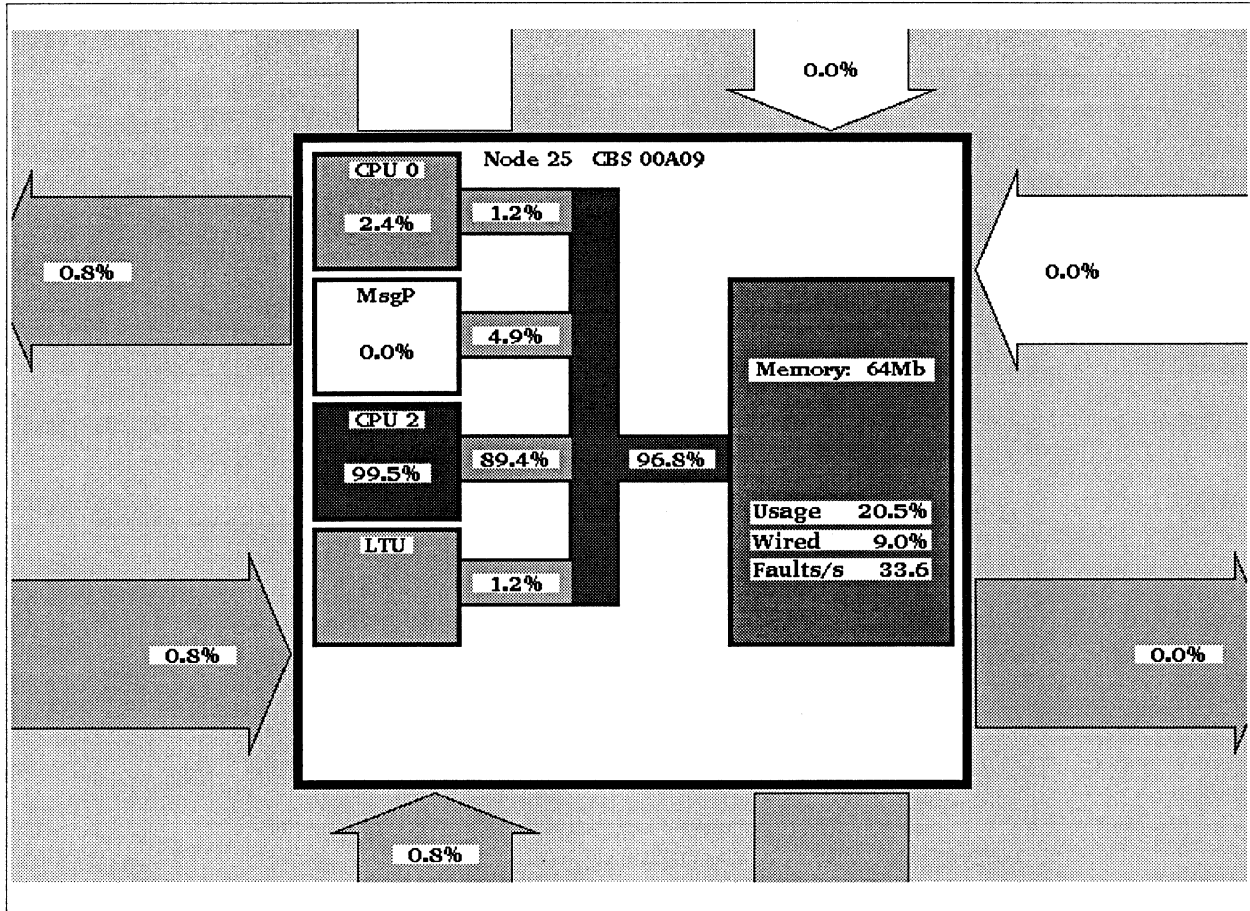 0.0%
Node 25 CBS 00A09
CPU 0
2.4%
1.2%
0.8%
0.0%
MsgP
0.0%
4.9%
Memory: 64Mb
CPU 2
99.5%
89.4%
96.8%
Usage 20.5%
Wired 9.0%
Faults/s 33.6
LTU
1.2%
0.8%
0.0%
0.8%